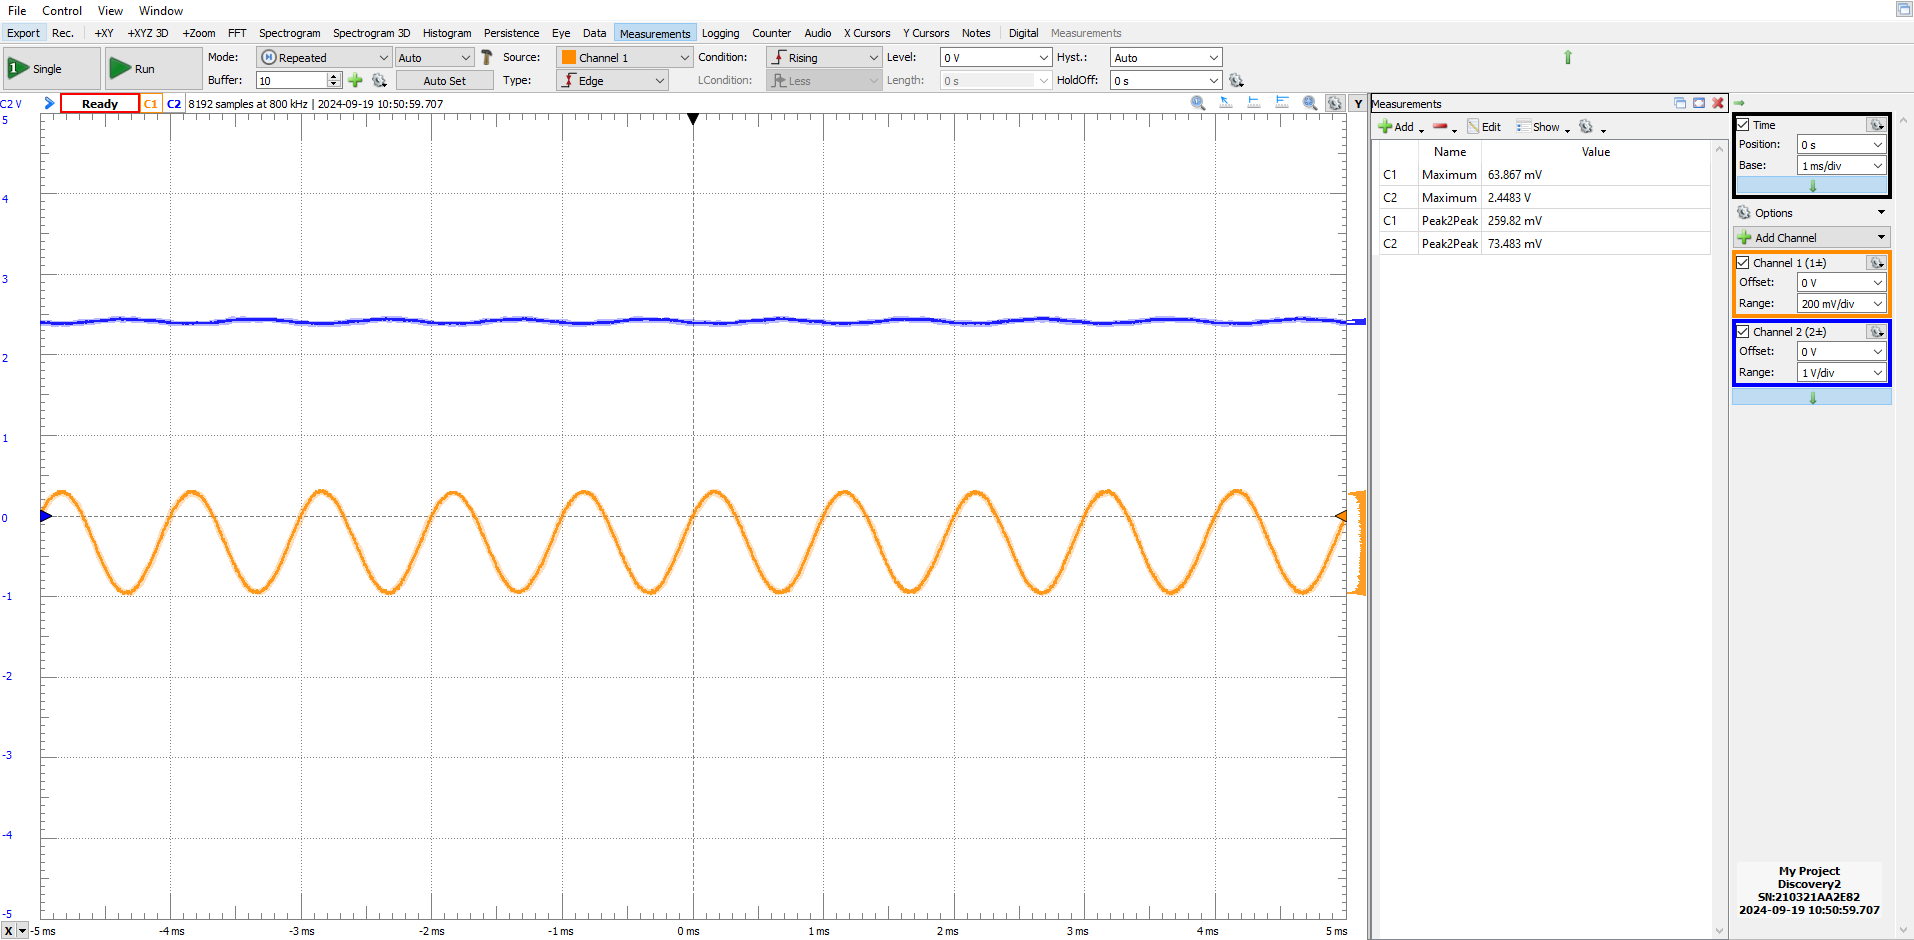 File Control View Window
Export Rec. +XY +XYZ 3D +Zoom FFT Spectrogram Spectrogram 3D Histogram Persistence Eye Data Measurements Logging Counter Audio X Cursors Y Cursors Notes Digital Measurements
1 Single Run Mode: Repeated Auto Source: Channel 1 Condition: Rising Level: 0 V Hyst.: Auto
Buffer: 10 Auto Set Type: Edge LCondition: Less Length: 0 s HoldOff: 0 s
C2 V Ready C1 C2 8192 samples at 800 kHz | 2024-09-19 10:50:59.707 Y
5
4
3
2
1
0
-1
-2
-3
-4
-5
X -5 ms -4 ms -3 ms -2 ms -1 ms 0 ms 1 ms 2 ms 3 ms 4 ms 5 ms
Measurements
Add Edit Show
Name Value
C1 Maximum 63.867 mV
C2 Maximum 2.4483 V
C1 Peak2Peak 259.82 mV
C2 Peak2Peak 73.483 mV
Time
Position: 0 s
Base: 1 ms/div
Options
Add Channel
Channel 1 (1±)
Offset: 0 V
Range: 200 mV/div
Channel 2 (2±)
Offset: 0 V
Range: 1 V/div
My Project
Discovery2
SN:210321AA2E82
2024-09-19 10:50:59.707